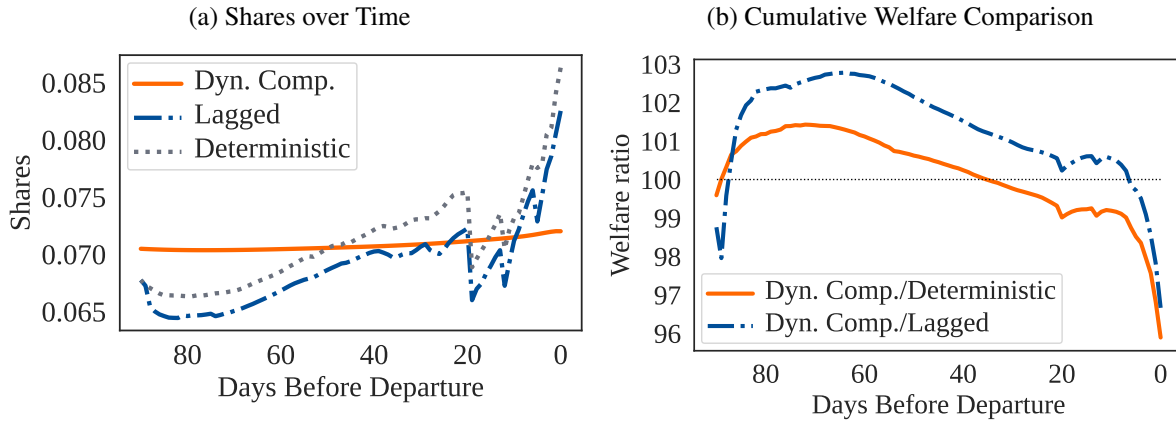 (a) Shares over Time
0.085
0.080
0.075
0.070
0.065
Shares
Dyn. Comp.
Lagged
Deterministic
80 60 40 20 0
Days Before Departure
(b) Cumulative Welfare Comparison
103
102
101
100
99
98
97
96
Welfare ratio
Dyn. Comp./Deterministic
Dyn. Comp./Lagged
80 60 40 20 0
Days Before Departure